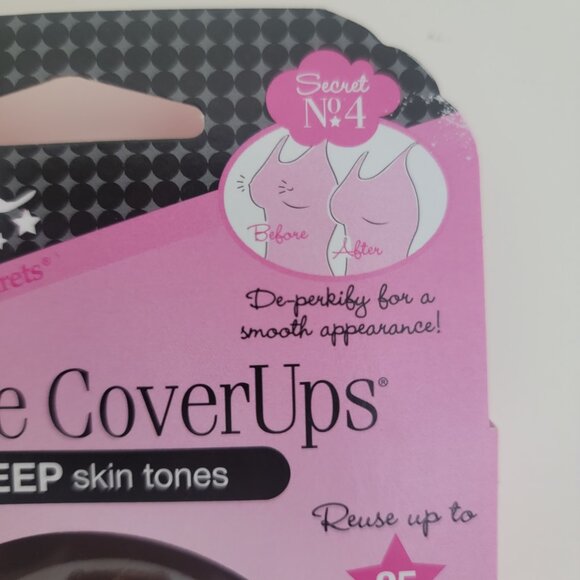 Secret
No4
Before
After
De-perkify for a
smooth appearance!
CoverUps®
skin tones
Reuse up to